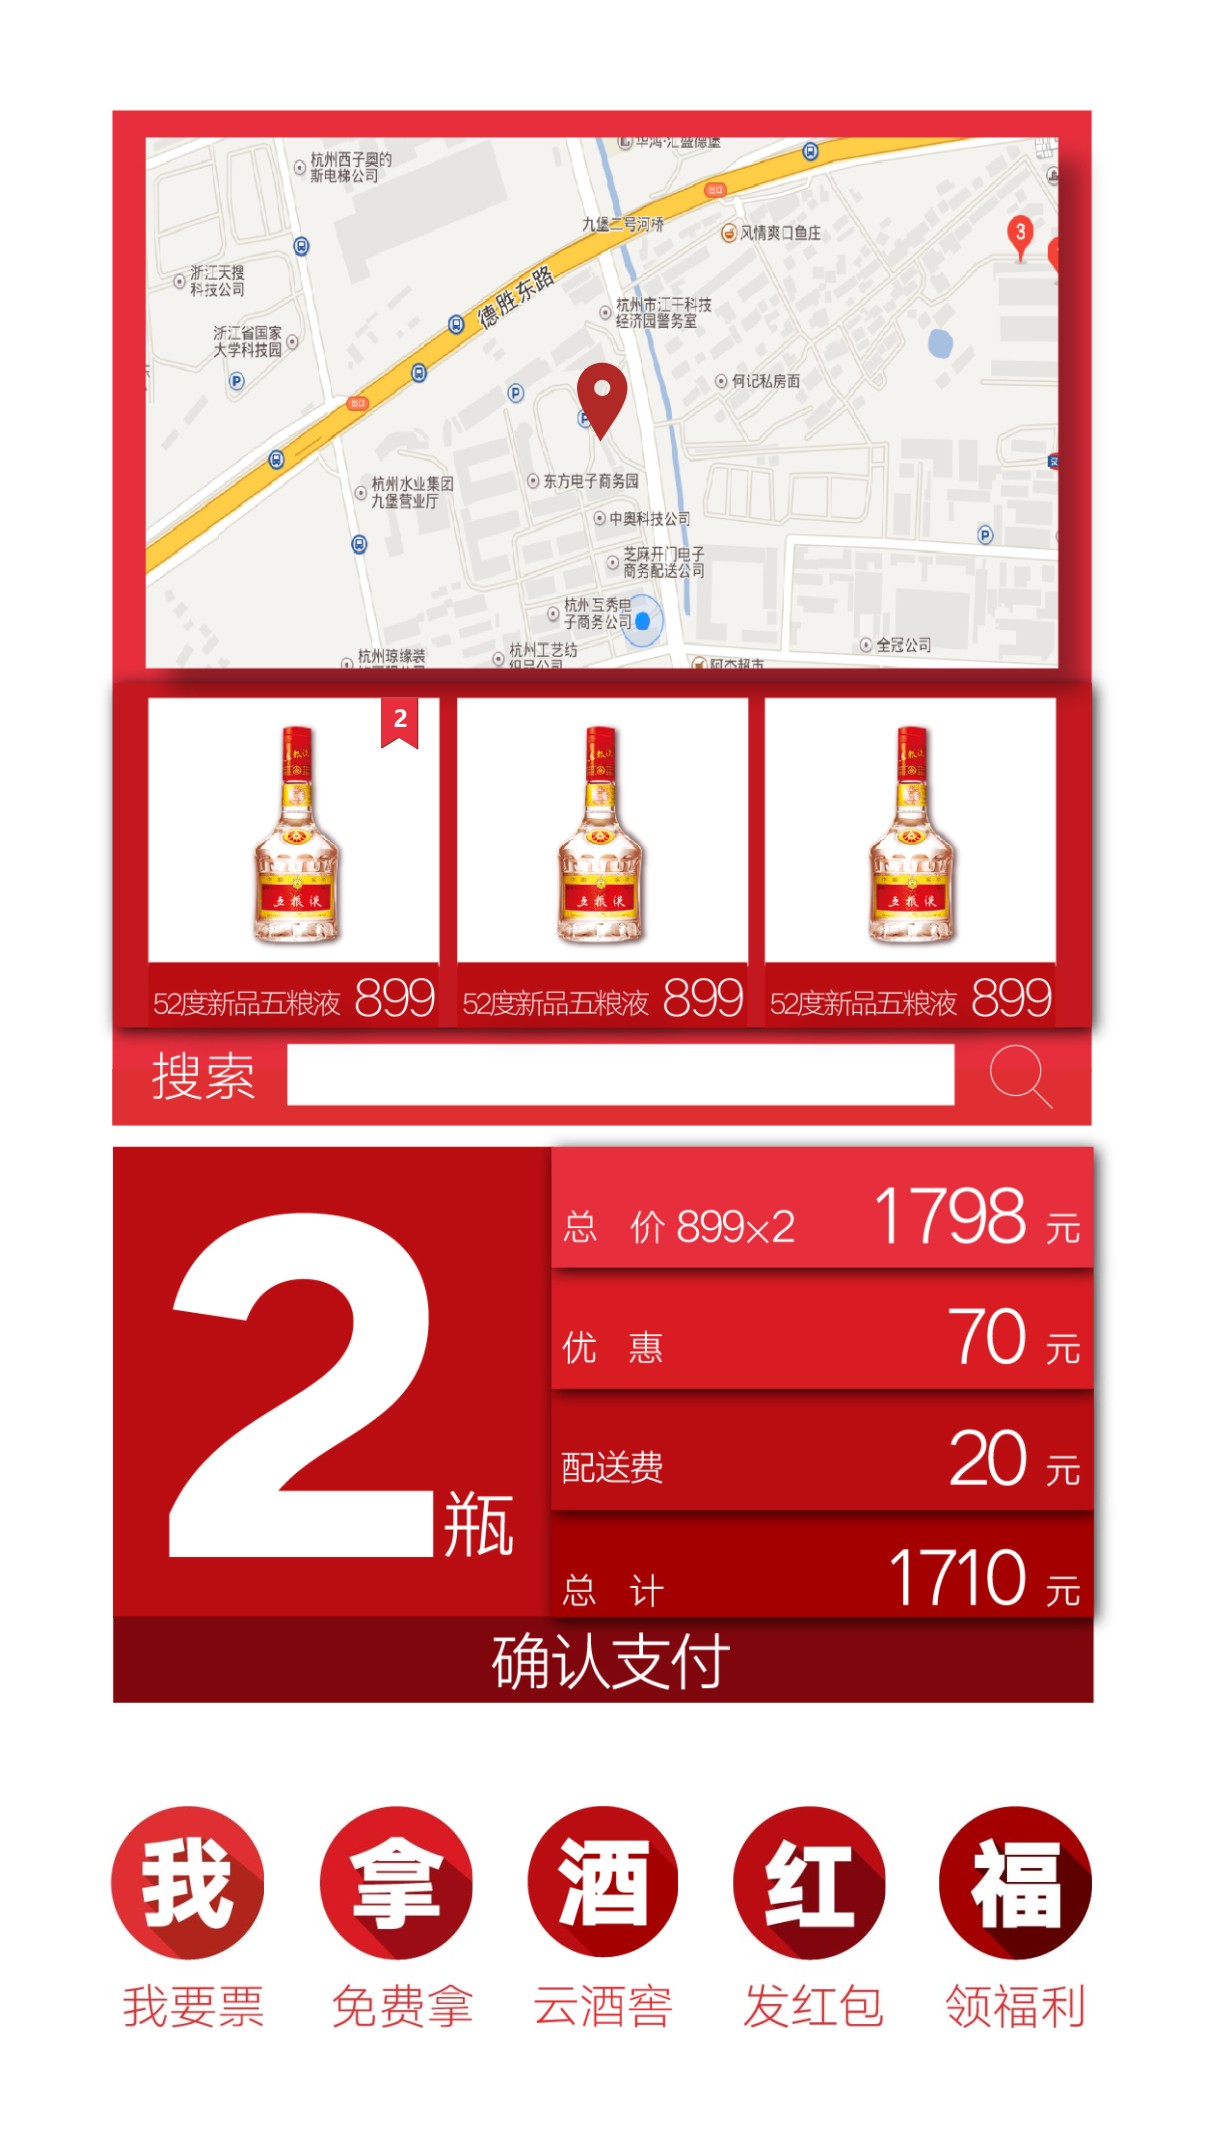 华鸿·汇盛德堡
杭州西子奥的
斯电梯公司
出口
九堡二号河桥
风情爽口鱼庄
3
浙江天搜
科技公司
德胜东路
杭州市江干科技
经济园警务室
浙江省国家
大学科技园
P
P
何记私房面
出口
P
东方电子商务园
杭州水业集团
九堡营业厅
中奥科技公司
P
芝麻开门电子
商务配送公司
杭州互秀电
子商务公司
全冠公司
杭州琼缘装
杭州工艺纺
织品公司
阿杰超市
2
五粮液
五粮液
五粮液
52度新品五粮液 899
52度新品五粮液 899
52度新品五粮液 899
搜索
2瓶
总 价 899×2 1798 元
优 惠 70 元
配送费 20 元
总 计 1710 元
确认支付
我
拿
酒
红
福
我要票
免费拿
云酒窖
发红包
领福利